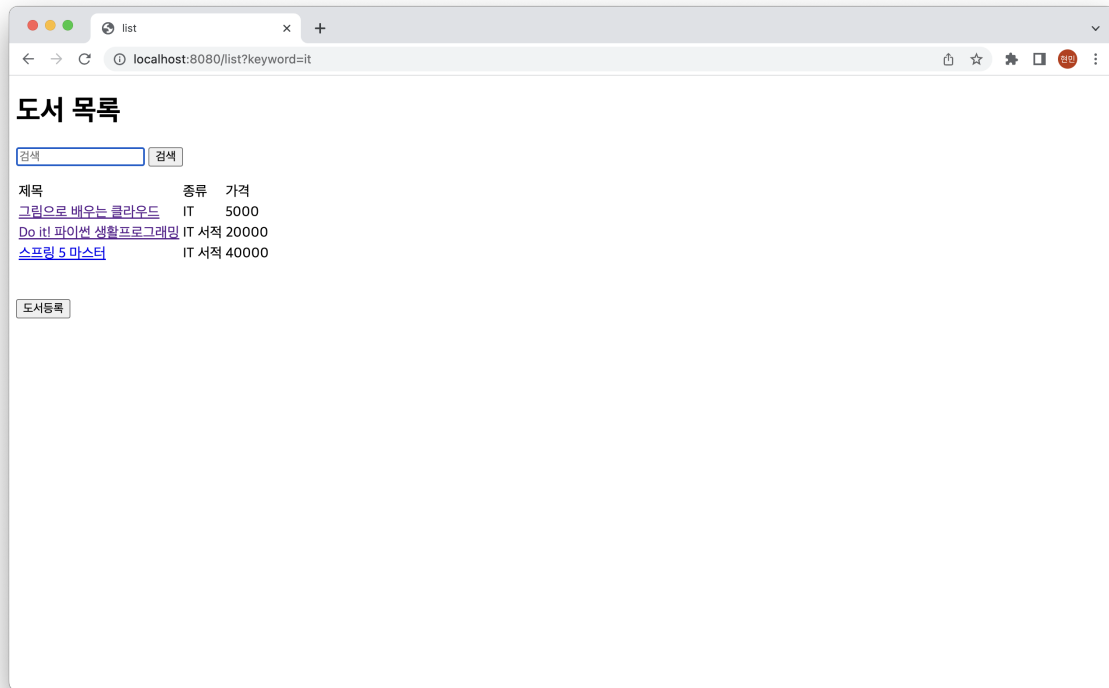 list
localhost:8080/list?keyword=it
현민
도서 목록
검색 검색
제목 종류 가격
그림으로 배우는 클라우드 IT 5000
Do it! 파이썬 생활프로그래밍 IT 서적 20000
스프링 5 마스터 IT 서적 40000
도서등록